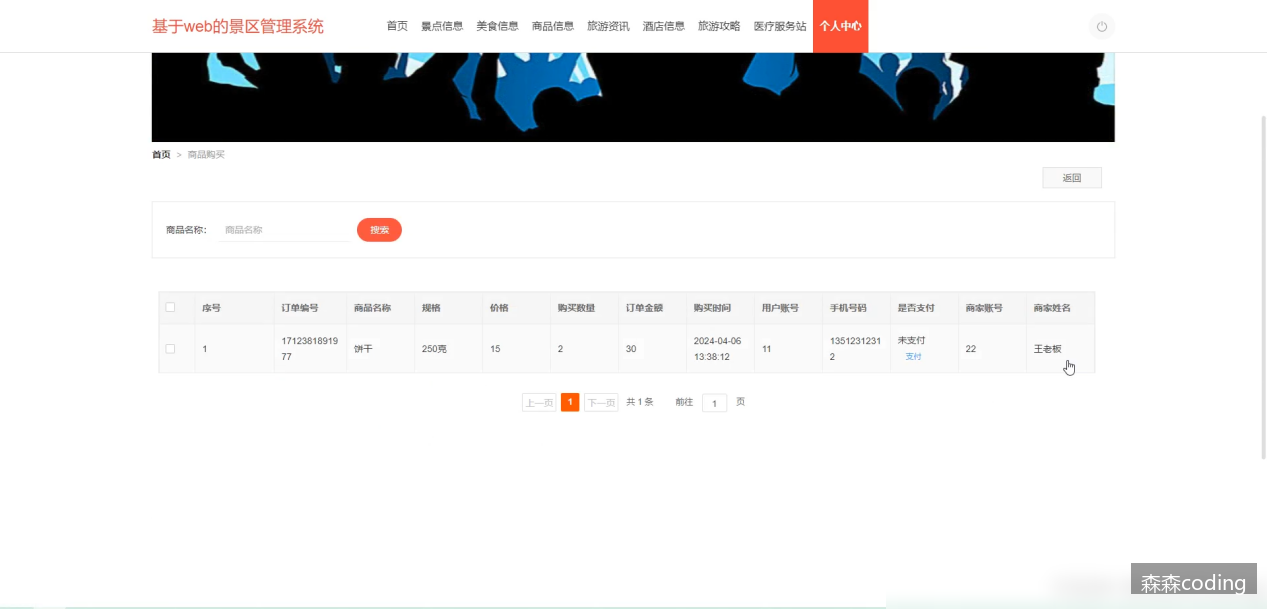 基于web的景区管理系统
首页 景点信息 美食信息 商品信息 旅游资讯 酒店信息 旅游攻略 医疗服务站 个人中心
首页 > 商品购买
返回
商品名称: 商品名称 搜索
序号 订单编号 商品名称 规格 价格 购买数量 订单金额 购买时间 用户账号 手机号码 是否支付 商家账号 商家姓名
1 17123818919 饼干 250克 15 2 30 2024-04-06 11 1351231231 未支付 22 王老板
77 13:38:12 2 支付
上一页 1 下一页 共 1 条 前往 1 页
森森coding